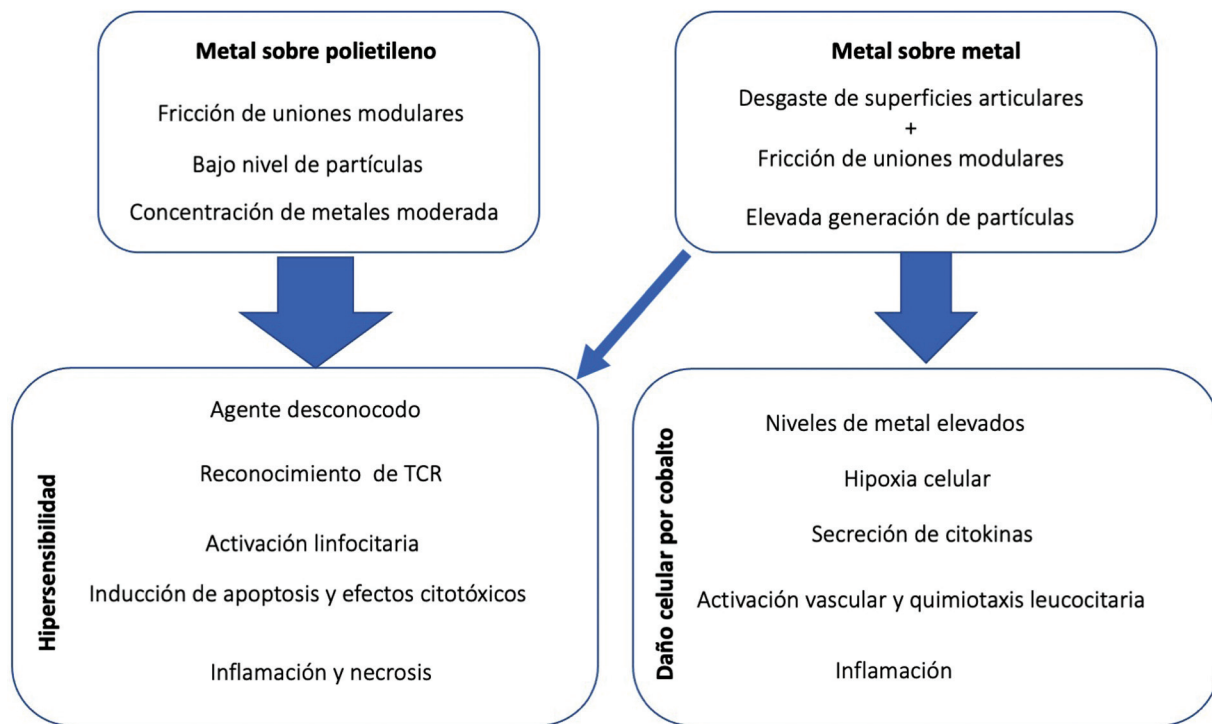 Metal sobre polietileno
Fricción de uniones modulares
Bajo nivel de partículas
Concentración de metales moderada
Metal sobre metal
Desgaste de superficies articulares
+
Fricción de uniones modulares
Elevada generación de partículas
Hipersensibilidad
Agente desconocodo
Reconocimiento de TCR
Activación linfocitaria
Inducción de apoptosis y efectos citotóxicos
Inflamación y necrosis
Daño celular por cobalto
Niveles de metal elevados
Hipoxia celular
Secreción de citokinas
Activación vascular y quimiotaxis leucocitaria
Inflamación